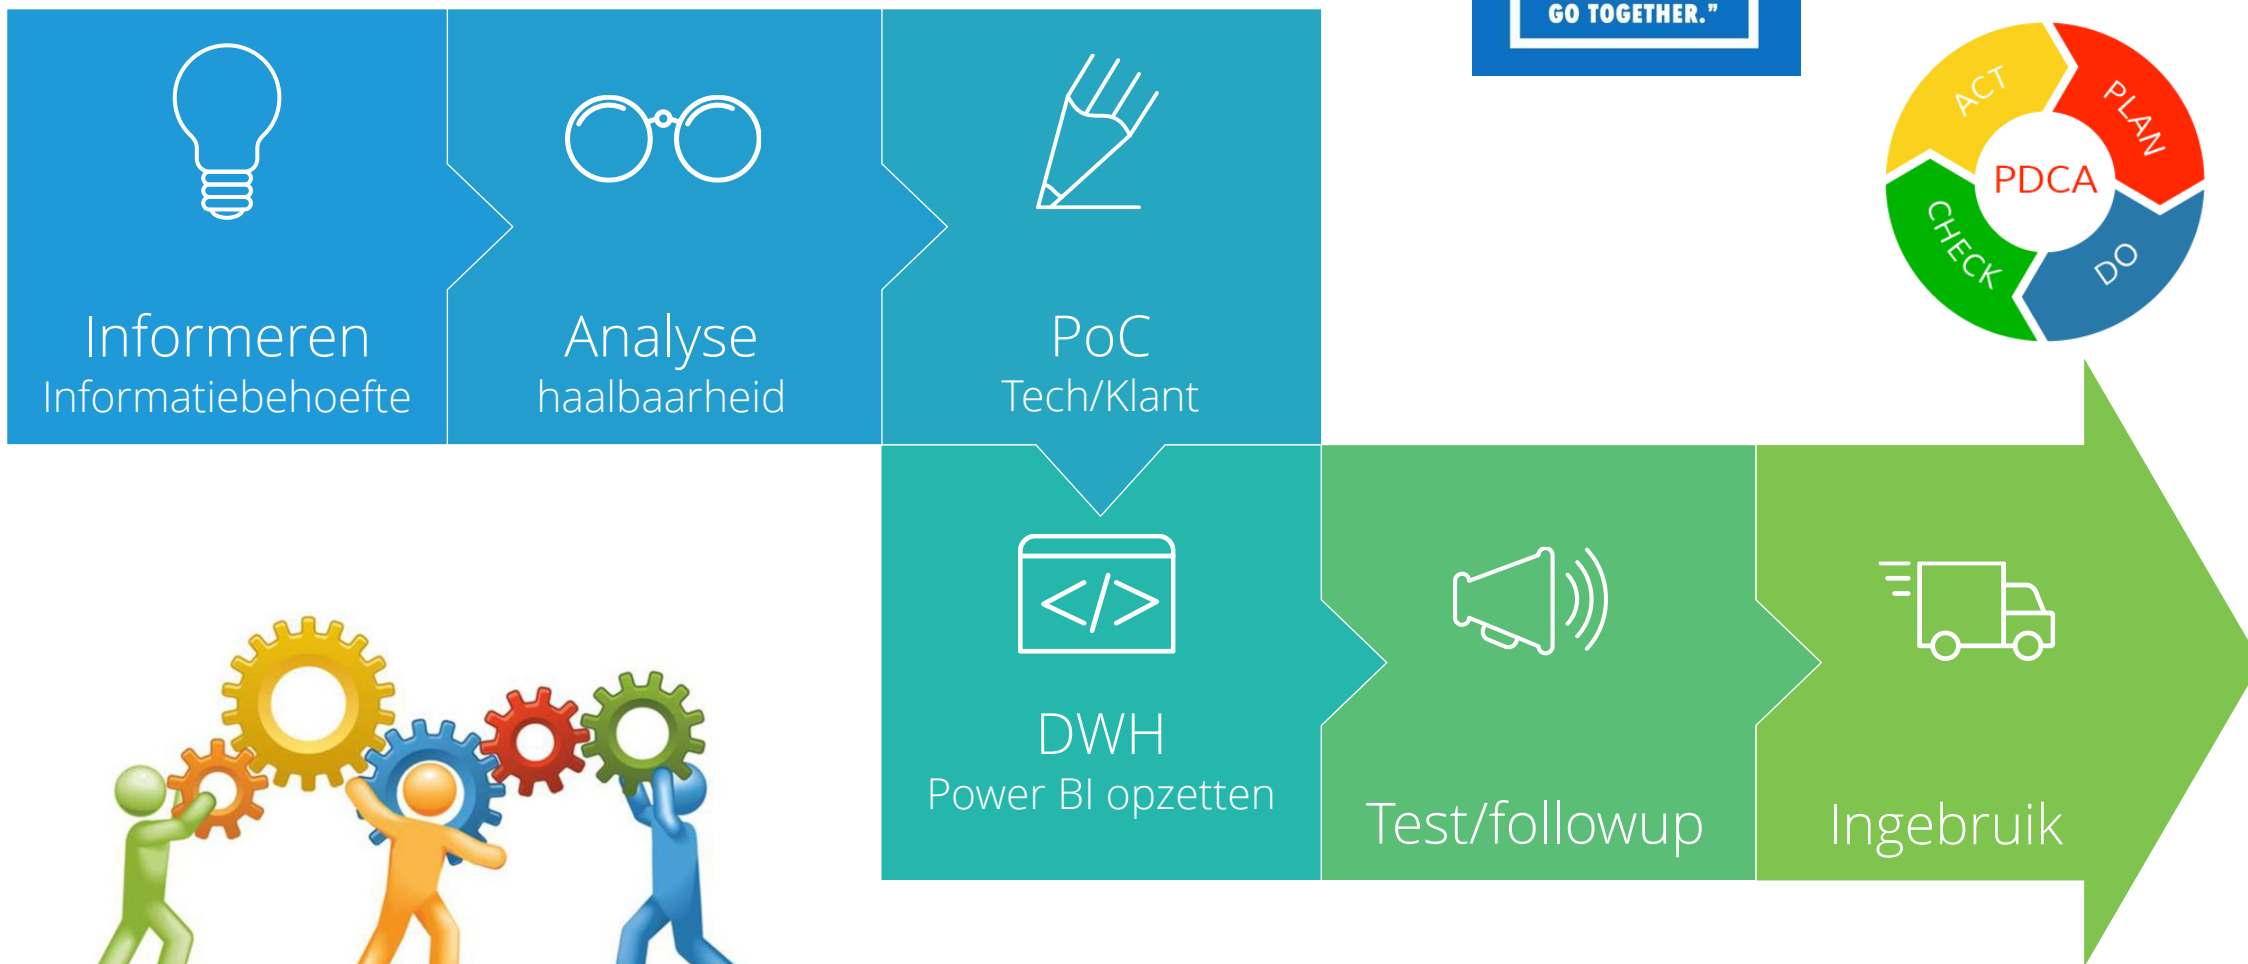 GO TOGETHER."
ACT
PLAN
PDCA
CHECK
DO
Informeren
Informatiebehoefte
Analyse
haalbaarheid
PoC
Tech/Klant
</>
DWH
Power BI opzetten
Test/followup
Ingebruik